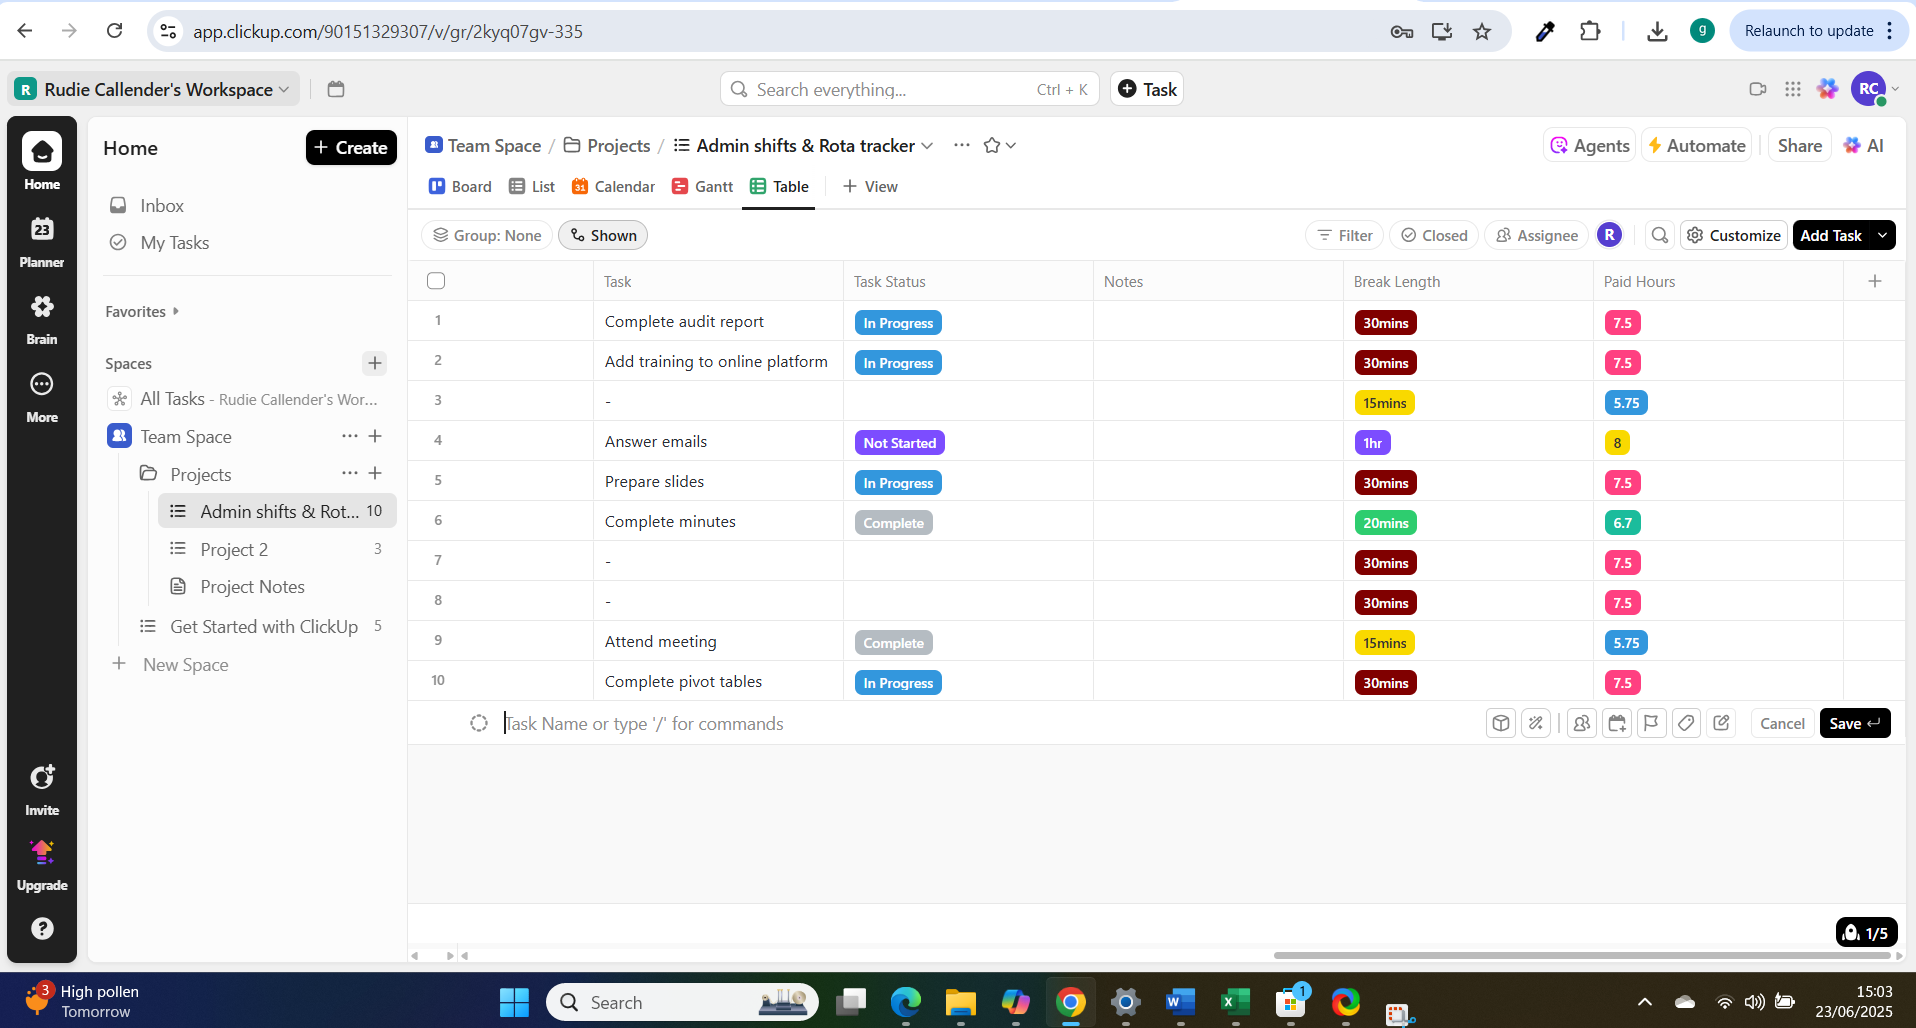 app.clickup.com/90151329307/v/gr/2kyq07gv-335
g
Relaunch to update
R Rudie Callender's Workspace
Search everything... Ctrl + K
Task
RC
Home
Create
Home
Inbox
My Tasks
23
Planner
Brain
More
Favorites
Spaces
All Tasks - Rudie Callender's Wor...
Team Space
Projects
Admin shifts & Rot... 10
Project 2 3
Project Notes
Get Started with ClickUp 5
New Space
Invite
Upgrade
?
Team Space / Projects / Admin shifts & Rota tracker
Agents Automate Share AI
Board List 31 Calendar Gantt Table View
Group: None Shown Filter Closed Assignee R Customize Add Task
Task Task Status Notes Break Length Paid Hours
1 Complete audit report In Progress 30mins 7.5
2 Add training to online platform In Progress 30mins 7.5
3 - 15mins 5.75
4 Answer emails Not Started 1hr 8
5 Prepare slides In Progress 30mins 7.5
6 Complete minutes Complete 20mins 6.7
7 - 30mins 7.5
8 - 30mins 7.5
9 Attend meeting Complete 15mins 5.75
10 Complete pivot tables In Progress 30mins 7.5
Task Name or type '/' for commands Cancel Save
1/5
3 High pollen
Tomorrow
Search
W
X
1
15:03
23/06/2025